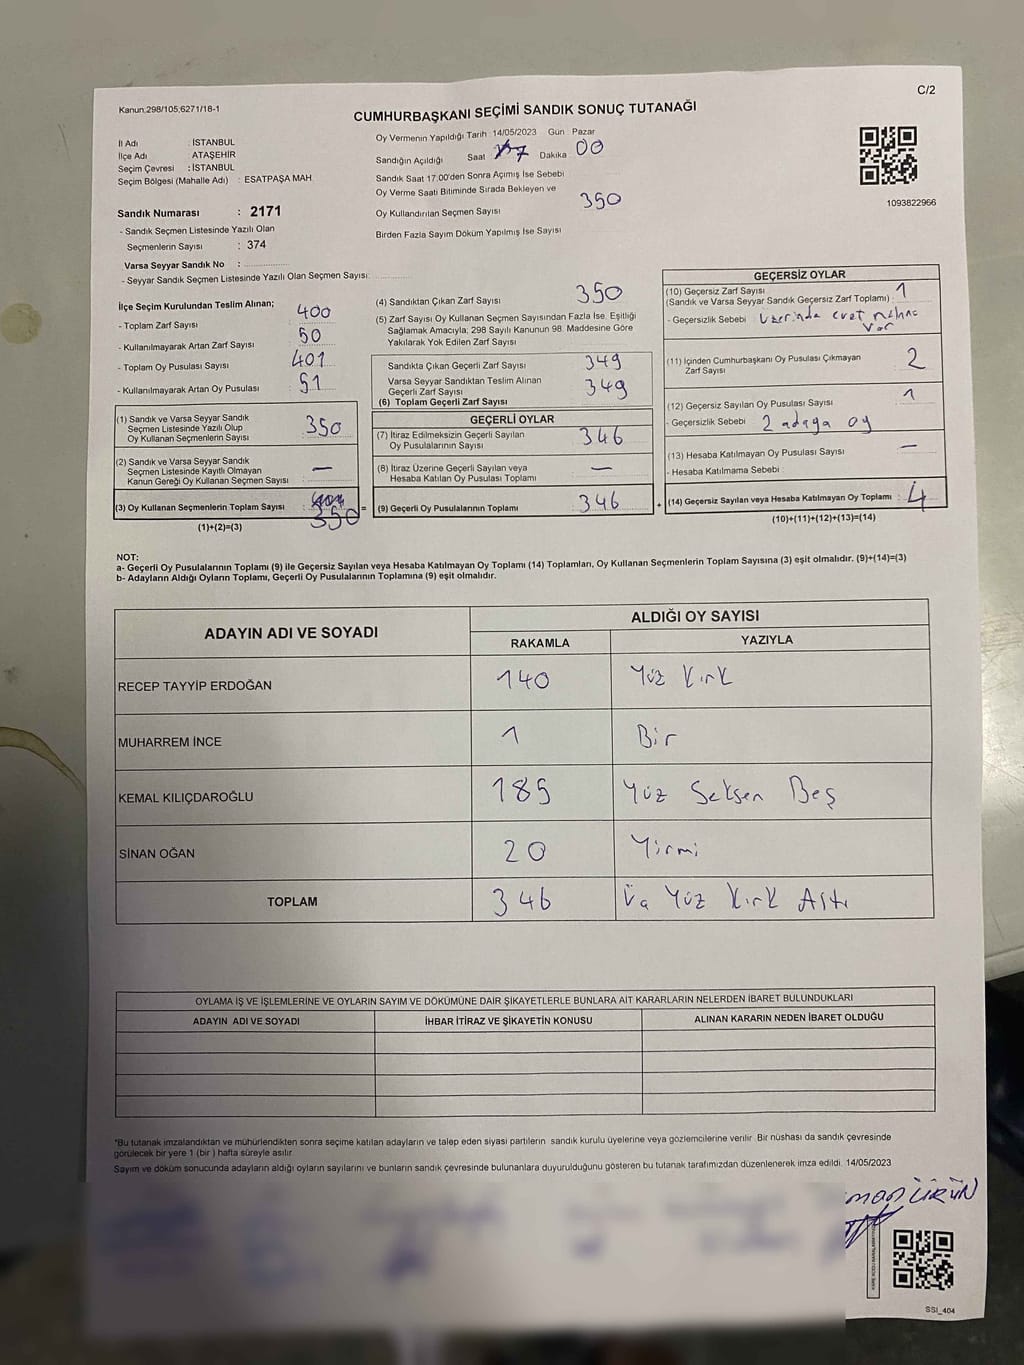 Kanun:298/105,6271/18-1
C/2
CUMHURBAŞKANI SEÇİMİ SANDIK SONUÇ TUTANAĞI
İl Adı : İSTANBUL
İlçe Adı : ATAŞEHİR
Seçim Çevresi : İSTANBUL
Seçim Bölgesi (Mahalle Adı) : ESATPAŞA MAH.
Sandık Numarası : 2171
- Sandık Seçmen Listesinde Yazılı Olan
Seçmenlerin Sayısı : 374
Varsa Seyyar Sandık No :
- Seyyar Sandık Seçmen Listesinde Yazılı Olan Seçmen Sayısı:
Oy Vermenin Yapıldığı Tarih : 14/05/2023 Gün : Pazar
Sandığın Açıldığı Saat 17 Dakika 00
Sandık Saat 17.00'den Sonra Açımış İse Sebebi
Oy Verme Saati Bitiminde Sırada Bekleyen ve
Oy Kullandırılan Seçmen Sayısı 350
Birden Fazla Sayım Döküm Yapılmış İse Sayısı
1093822966
İlçe Seçim Kurulundan Teslim Alınan;
- Toplam Zarf Sayısı 400
- Kullanılmayarak Artan Zarf Sayısı 50
- Toplam Oy Pusulası Sayısı 401
- Kullanılmayarak Artan Oy Pusulası 51
(1) Sandık ve Varsa Seyyar Sandık
Seçmen Listesinde Yazılı Olup
Oy Kullanan Seçmenlerin Sayısı 350
(2) Sandık ve Varsa Seyyar Sandık
Seçmen Listesinde Kayıtlı Olmayan
Kanun Gereği Oy Kullanan Seçmen Sayısı —
(3) Oy Kullanan Seçmenlerin Toplam Sayısı : 350 =
(1)+(2)=(3)
(4) Sandıktan Çıkan Zarf Sayısı 350
(5) Zarf Sayısı Oy Kullanan Seçmen Sayısından Fazla İse, Eşitliği
Sağlamak Amacıyla; 298 Sayılı Kanunun 98. Maddesine Göre
Yakılarak Yok Edilen Zarf Sayısı
Sandıkta Çıkan Geçerli Zarf Sayısı 349
Varsa Seyyar Sandıktan Teslim Alınan
Geçerli Zarf Sayısı
(6) Toplam Geçerli Zarf Sayısı 349
GEÇERLİ OYLAR
(7) İtiraz Edilmeksizin Geçerli Sayılan
Oy Pusulasının Sayısı 346
(8) İtiraz Üzerine Geçerli Sayılan veya
Hesaba Katılan Oy Pusulası Toplamı —
(9) Geçerli Oy Pusulalarının Toplamı 346 +
GEÇERSİZ OYLAR
(10) Geçersiz Zarf Sayısı
(Sandık ve Varsa Seyyar Sandık Geçersiz Zarf Toplamı) : 1
- Geçersizlik Sebebi Üzerinde evet mührü
var
(11) İçinden Cumhurbaşkanı Oy Pusulası Çıkmayan
Zarf Sayısı 2
(12) Geçersiz Sayılan Oy Pusulası Sayısı 1
- Geçersizlik Sebebi 2 adaya oy
(13) Hesaba Katılmayan Oy Pusulası Sayısı —
- Hesaba Katılmama Sebebi
(14) Geçersiz Sayılan veya Hesaba Katılmayan Oy Toplamı : 4
(10)+(11)+(12)+(13)=(14)
NOT:
a- Geçerli Oy Pusulalarının Toplamı (9) ile Geçersiz Sayılan veya Hesaba Katılmayan Oy Toplamı (14) Toplamları, Oy Kullanan Seçmenlerin Toplam Sayısına (3) eşit olmalıdır. (9)+(14)=(3)
b- Adayların Aldığı Oyların Toplamı, Geçerli Oy Pusulalarının Toplamına (9) eşit olmalıdır.
ADAYIN ADI VE SOYADI
ALDIĞI OY SAYISI
RAKAMLA YAZIYLA
RECEP TAYYİP ERDOĞAN 140 Yüz Kırk
MUHARREM İNCE 1 Bir
KEMAL KILIÇDAROĞLU 185 Yüz Seksen Beş
SİNAN OĞAN 20 Yirmi
TOPLAM 346 Üç Yüz Kırk Altı
OYLAMA İŞ VE İŞLEMLERİNE VE OYLARIN SAYIM VE DÖKÜMÜNE DAİR ŞİKAYETLERLE BUNLARA AİT KARARLARIN NELERDEN İBARET BULUNDUKLARI
ADAYIN ADI VE SOYADI İHBAR İTİRAZ VE ŞİKAYETİN KONUSU ALINAN KARARIN NEDEN İBARET OLDUĞU
*Bu tutanak imzalandıktan ve mühürlendikten sonra seçime katılan adayların ve talep eden siyasi partilerin sandık kurulu üyelerine veya gözlemcilerine verilir. Bir nüshası da sandık çevresinde
görülecek bir yere 1 (bir ) hafta süreyle asılır.
Sayım ve döküm sonucunda adayların aldığı oyların sayılarını ve bunların sandık çevresinde bulunanlara duyurulduğunu gösteren bu tutanak tarafımızdan düzenlenerek imza edildi. 14/05/2023
SSI_404